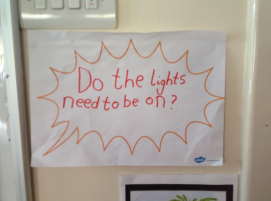 Do the lights
need to be on?